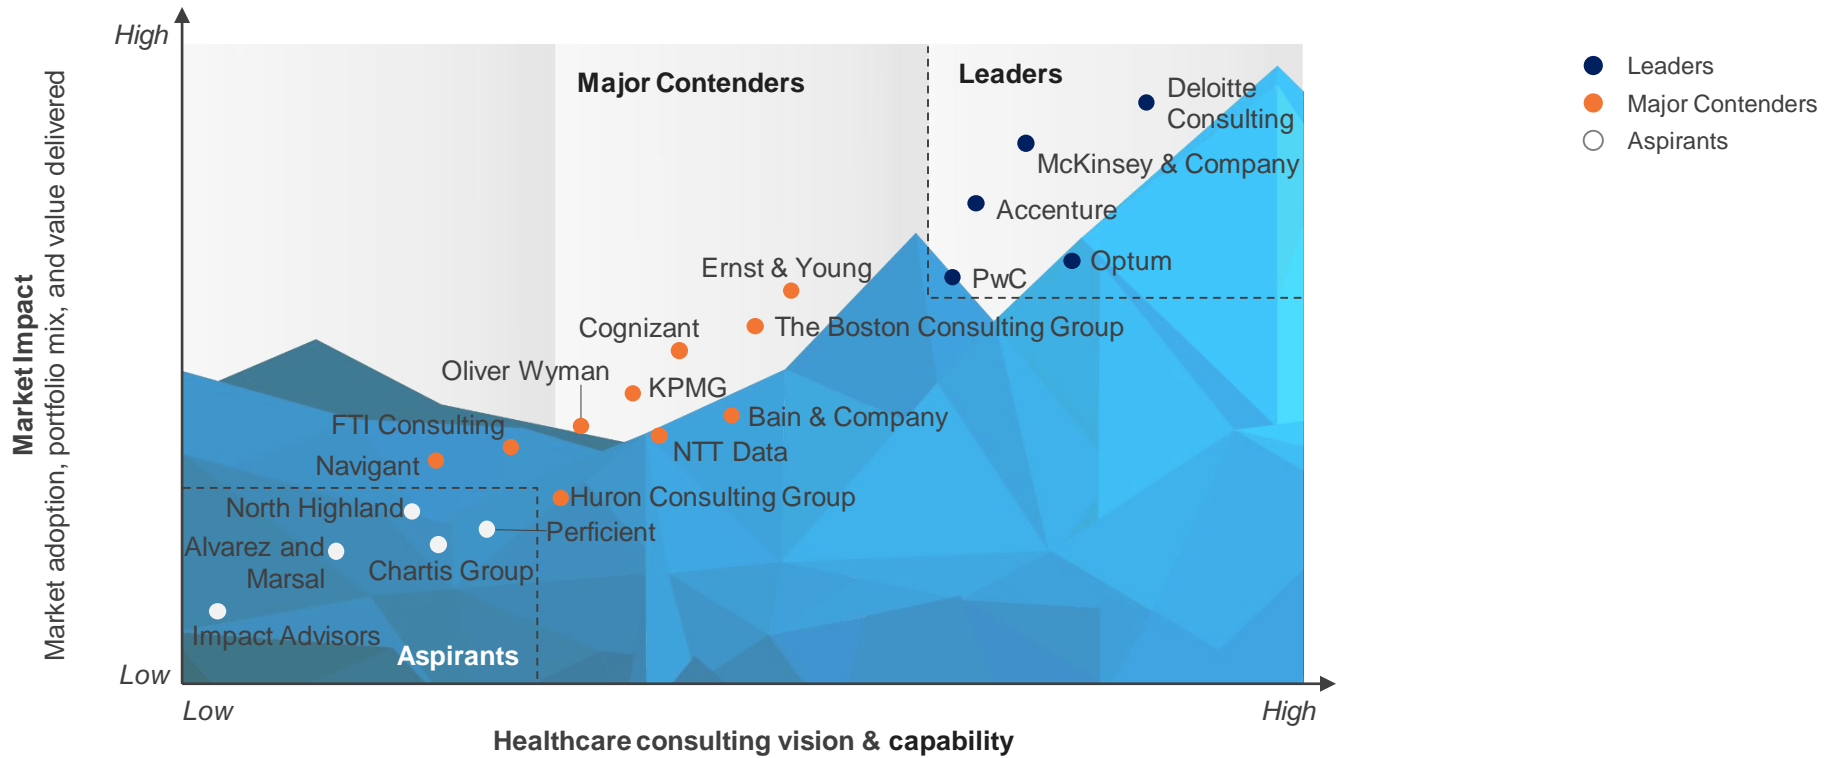 High
Major Contenders
Leaders
Deloitte
Consulting
McKinsey & Company
Accenture
Optum
PwC
Ernst & Young
The Boston Consulting Group
Cognizant
Oliver Wyman
KPMG
Bain & Company
FTI Consulting
NTT Data
Navigant
Huron Consulting Group
North Highland
Perficient
Alvarez and
Marsal
Chartis Group
Impact Advisors
Aspirants
Low
Low
High
Healthcare consulting vision & capability
Market Impact
Market adoption, portfolio mix, and value delivered
Leaders
Major Contenders
Aspirants